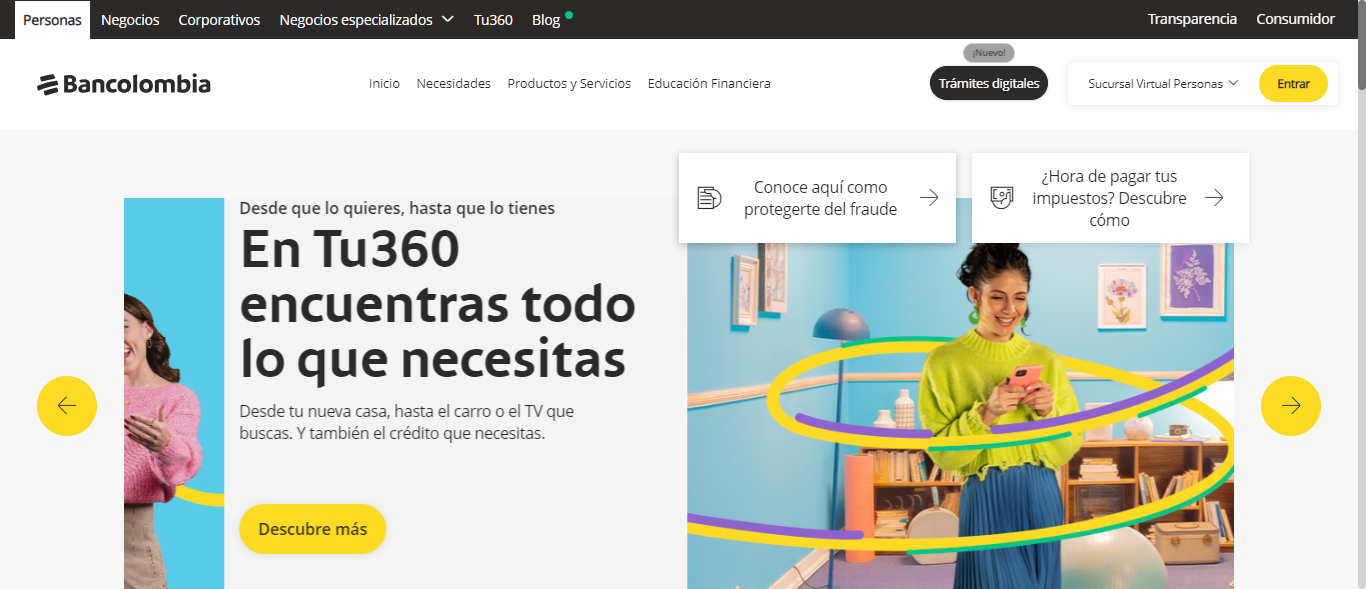 Personas Negocios Corporativos Negocios especializados Tu360 Blog Transparencia Consumidor
¡Nuevo!
Bancolombia Inicio Necesidades Productos y Servicios Educación Financiera Trámites digitales Sucursal Virtual Personas Entrar
Conoce aquí como
protegerte del fraude
¿Hora de pagar tus
impuestos? Descubre
cómo
Desde que lo quieres, hasta que lo tienes
En Tu360
encuentras todo
lo que necesitas
Desde tu nueva casa, hasta el carro o el TV que
buscas. Y también el crédito que necesitas.
Descubre más